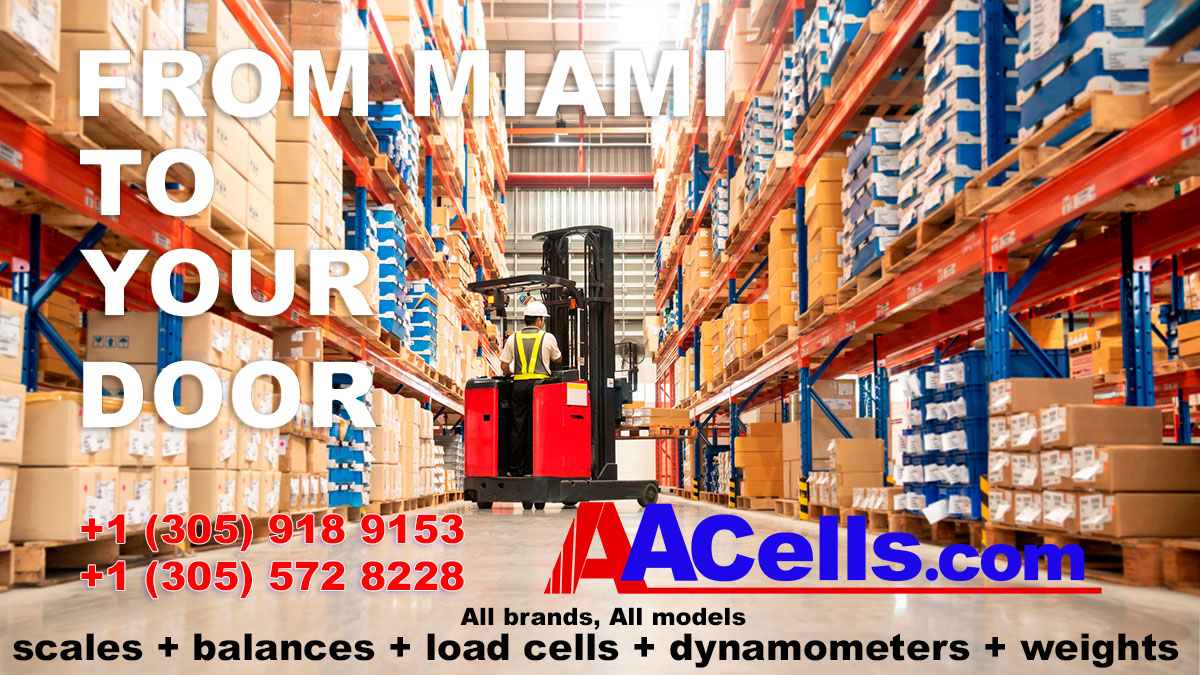 FROM MIAMI
TO
YOUR
DOOR
+1 (305) 918 9153
+1 (305) 572 8228
AACells.com
All brands, All models
scales + balances + load cells + dynamometers + weights